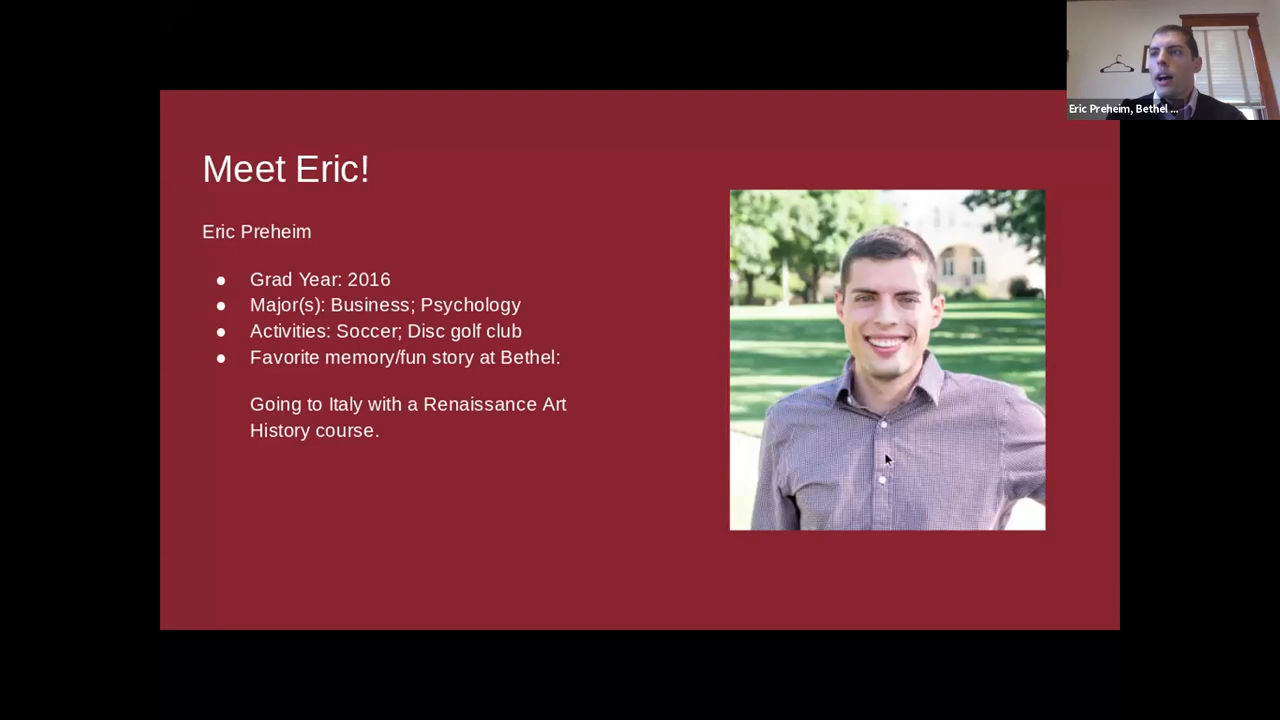 Eric Preheim, Bethel ...
Meet Eric!
Eric Preheim
● Grad Year: 2016
● Major(s): Business; Psychology
● Activities: Soccer; Disc golf club
● Favorite memory/fun story at Bethel:
Going to Italy with a Renaissance Art
History course.